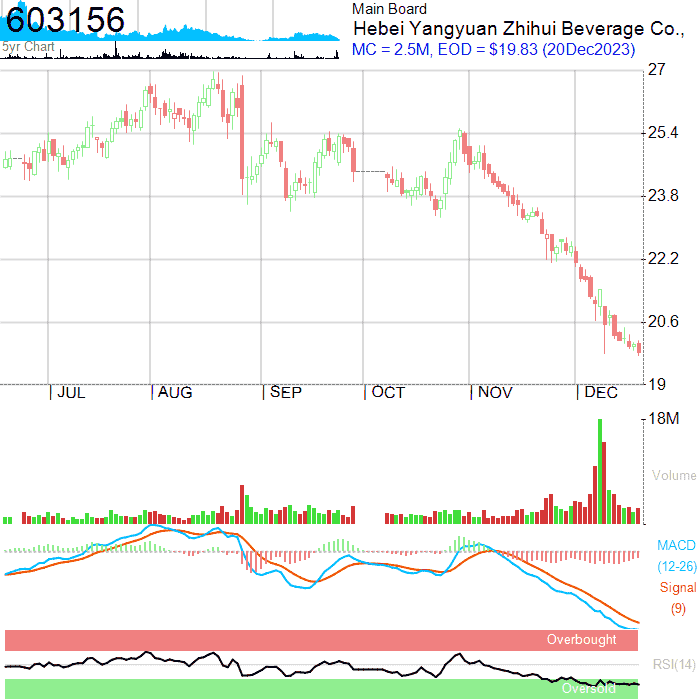 603156
5yr Chart
Main Board
Hebei Yangyuan Zhihui Beverage Co.,
MC = 2.5M, EOD = $19.83 (20Dec2023)
27
25.4
23.8
22.2
20.6
19
JUL AUG SEP OCT NOV DEC
18M
Volume
MACD
(12-26)
Signal
(9)
Overbought
RSI(14)
Oversold